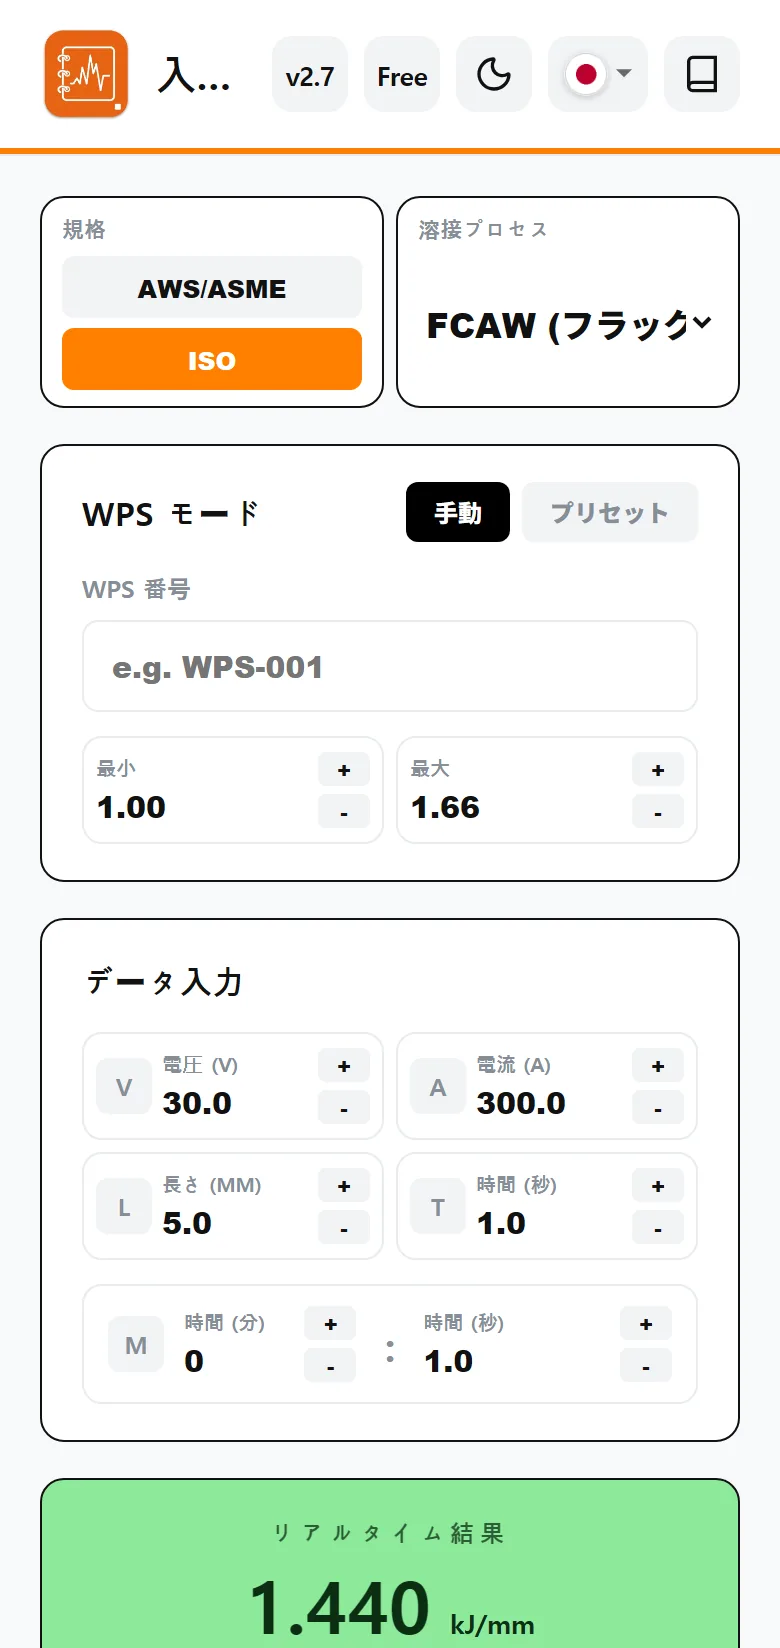 入...
v2.7
Free
規格
AWS/ASME
ISO
溶接プロセス
FCAW (フラック
WPS モード
手動
プリセット
WPS 番号
e.g. WPS-001
最小
1.00
+
-
最大
1.66
+
-
データ入力
V
電圧 (V)
30.0
+
-
A
電流 (A)
300.0
+
-
L
長さ (MM)
5.0
+
-
T
時間 (秒)
1.0
+
-
M
時間 (分)
0
+
-
:
時間 (秒)
1.0
+
-
リアルタイム結果
1.440 kJ/mm